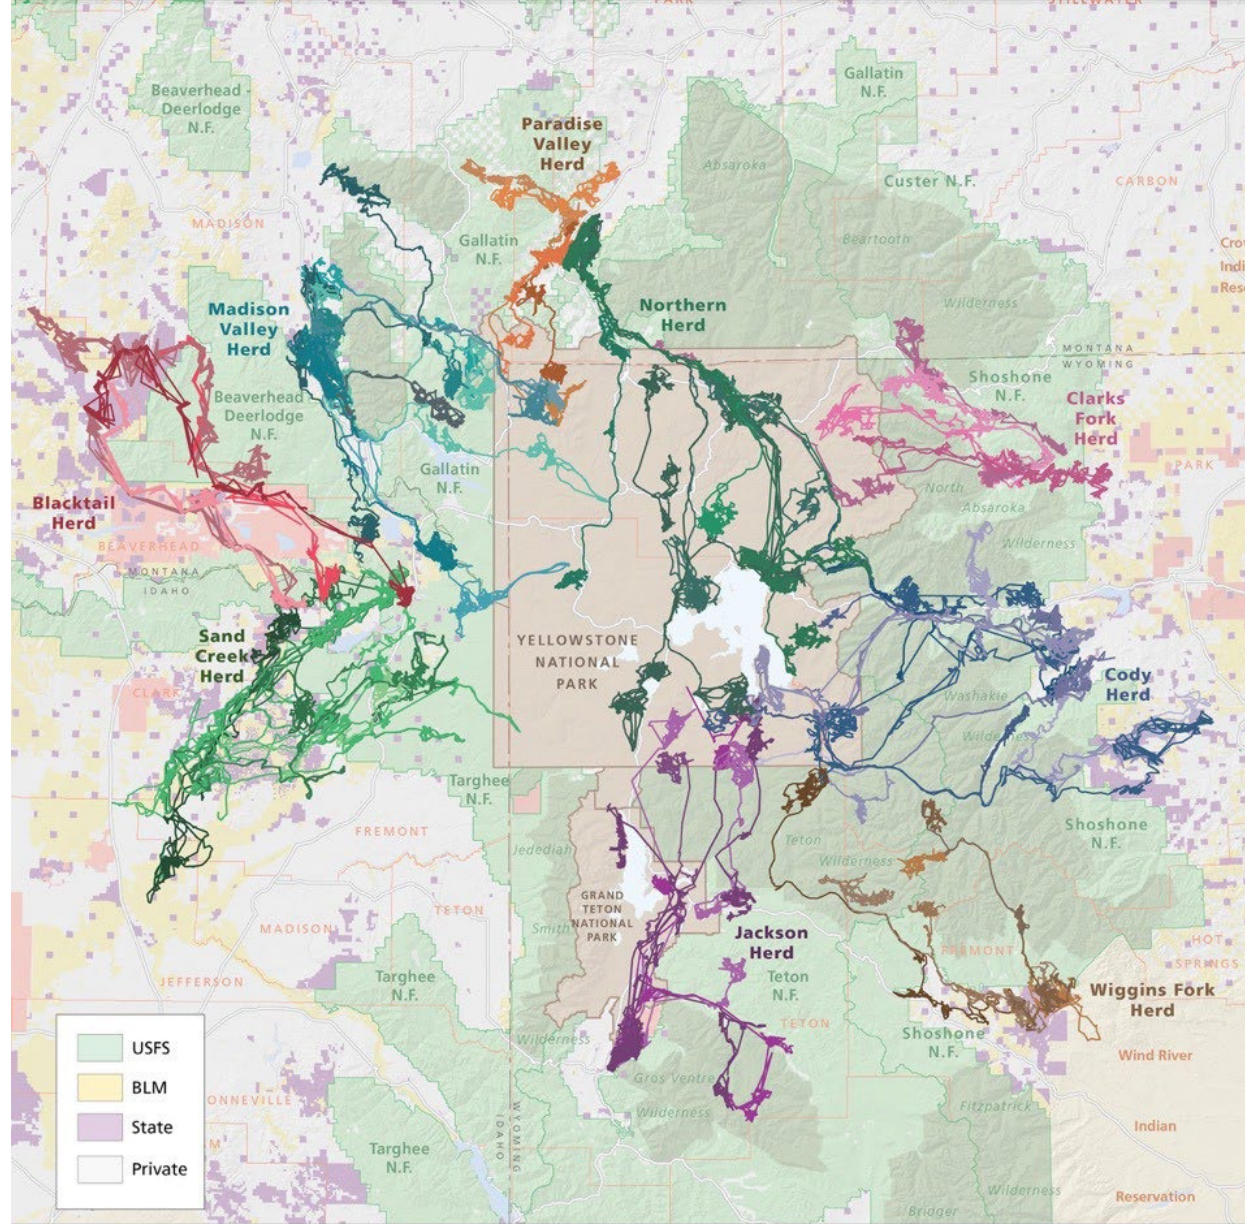 PARK
STILLWATER
Beaverhead -
Deerlodge
N.F.
Gallatin
N.F.
Paradise
Valley
Herd
Absaroka
Custer N.F.
CARBON
MADISON
Gallatin
N.F.
Beartooth
Madison
Valley
Herd
Northern
Herd
Wilderness
MONTANA
WYOMING
Beaverhead
Deerlodge
N.F.
Shoshone
N.F.
Clarks
Fork
Herd
Gallatin
N.F.
PARK
North
Absaroka
Wilderness
Blacktail
Herd
BEAVERHEAD
MONTANA
IDAHO
Sand
Creek
Herd
YELLOWSTONE
NATIONAL
PARK
CLARK
Cody
Herd
Washakie
Wilderness
Targhee
N.F.
FREMONT
Teton
Wilderness
Shoshone
N.F.
Jedediah
Smith
Wilderness
GRAND
TETON
NATIONAL
PARK
TETON
MADISON
JEFFERSON
Jackson
Herd
Teton
N.F.
TETON
FREMONT
HOT
SPRINGS
Targhee
N.F.
Wiggins Fork
Herd
Shoshone
N.F.
Wind River
Indian
Reservation
Gros Ventre
Wilderness
Fitzpatrick
Wilderness
Bridger
IDAHO
WYOMING
Targhee
N.F.
ONNEVILLE
USFS
BLM
State
Private